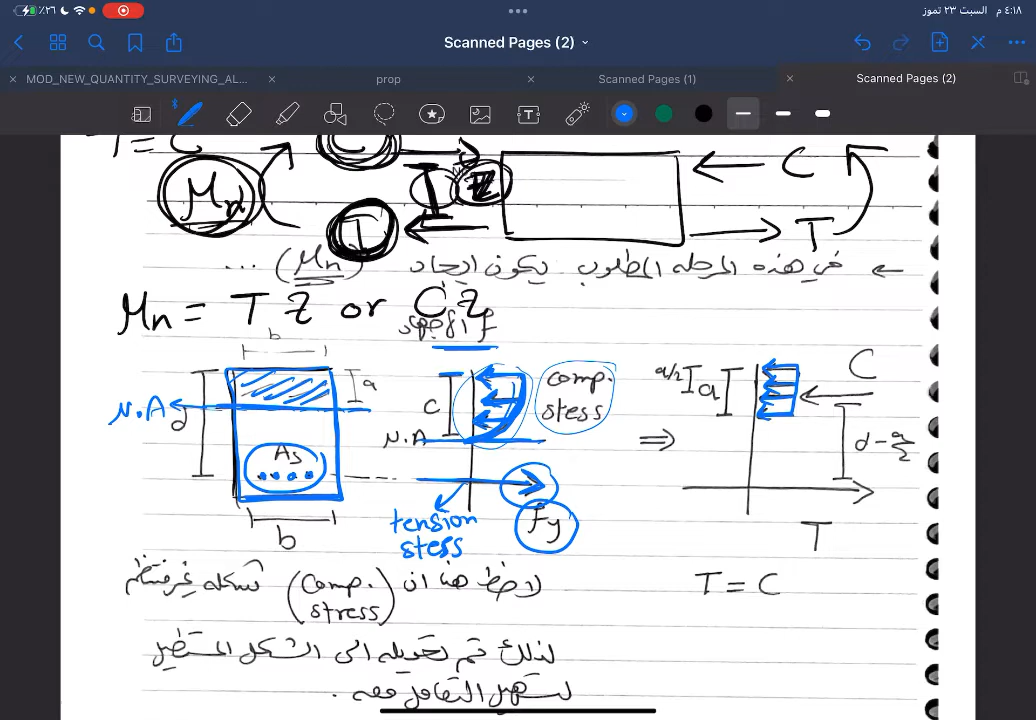 ٢٦٪
٤:١٨ م السبت ٢٣ تموز
Scanned Pages (2)
MOD_NEW_QUANTITY_SURVEYING_AL...
prop
Scanned Pages (1)
Scanned Pages (2)
T = C
C
C
Mn
Z
T
T
← في هذه المرحله المطلوب يكون ايجاد (Mn) ...
Mn = T Z or C Z
b
a
d
N.A
As
b
c
N.A
comp.
stess
tension
stess
Fy
⇒
a/2
a
C
d - a/2
T
T = C
لاحظ هنا ان (Comp. stress) شكله غير منتظم
لذلك تم تحويله الى الشكل المستطيل
لتسهيل التعامل معه .